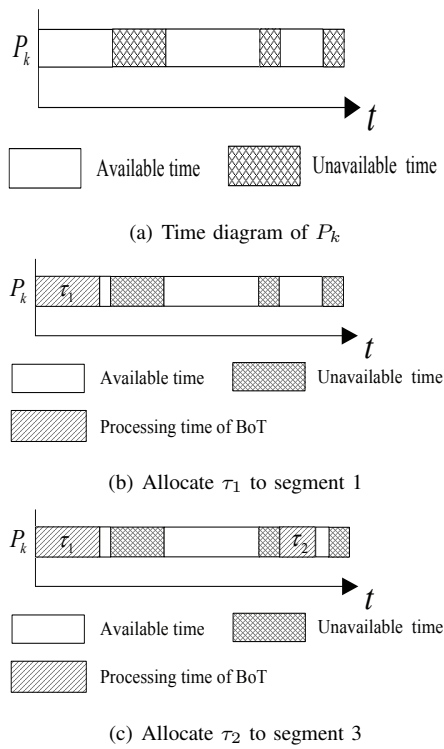 P_k
t
Available time Unavailable time
(a) Time diagram of P_k
P_k τ_1
t
Available time Unavailable time
Processing time of BoT
(b) Allocate τ_1 to segment 1
P_k τ_1 τ_2
t
Available time Unavailable time
Processing time of BoT
(c) Allocate τ_2 to segment 3